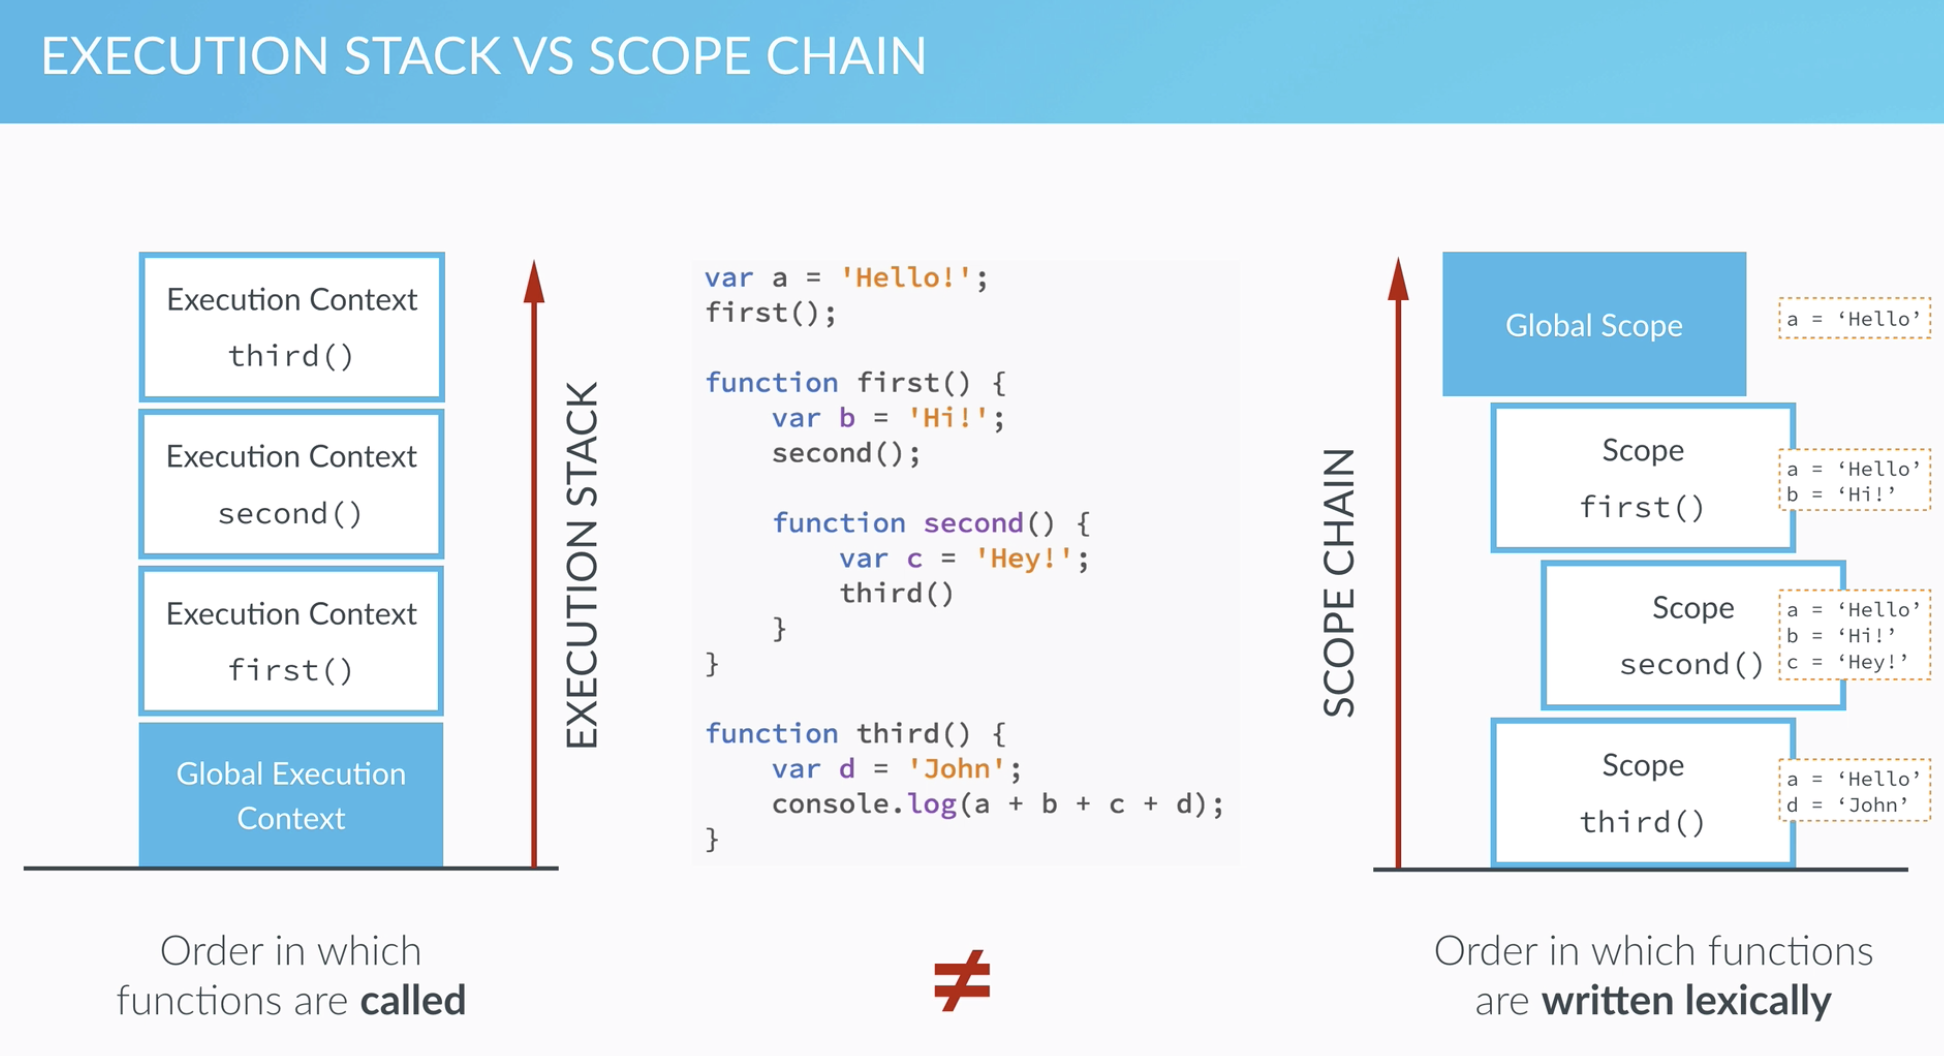 EXECUTION STACK VS SCOPE CHAIN
Execution Context
third()
Execution Context
second()
Execution Context
first()
Global Execution
Context
EXECUTION STACK
Order in which
functions are called
var a = 'Hello!';
first();
function first() {
    var b = 'Hi!';
    second();
    function second() {
        var c = 'Hey!';
        third()
    }
}
function third() {
    var d = 'John';
    console.log(a + b + c + d);
}
≠
SCOPE CHAIN
Global Scope
a = ‘Hello’
Scope
first()
a = ‘Hello’
b = ‘Hi!’
Scope
second()
a = ‘Hello’
b = ‘Hi!’
c = ‘Hey!’
Scope
third()
a = ‘Hello’
d = ‘John’
Order in which functions
are written lexically